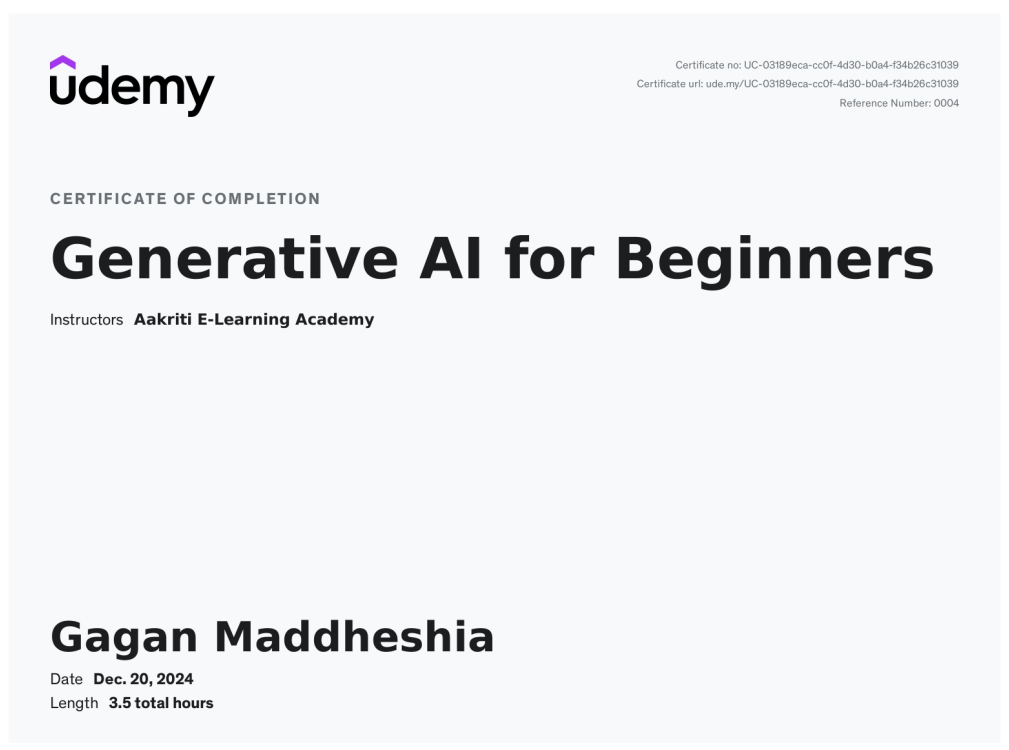 udemy
Certificate no: UC-03189eca-cc0f-4d30-b0a4-f34b26c31039
Certificate url: ude.my/UC-03189eca-cc0f-4d30-b0a4-f34b26c31039
Reference Number: 0004
CERTIFICATE OF COMPLETION
Generative AI for Beginners
Instructors Aakriti E-Learning Academy
Gagan Maddheshia
Date Dec. 20, 2024
Length 3.5 total hours